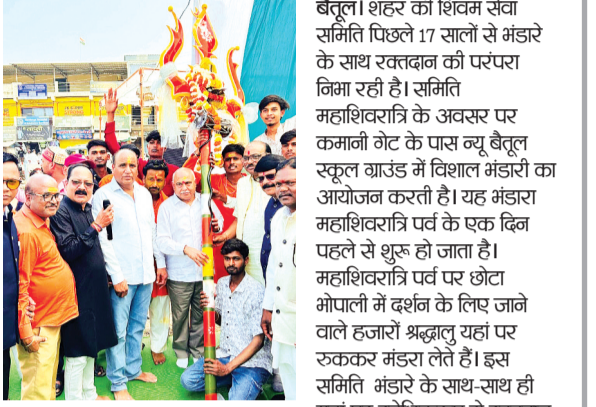 बैतूल। शहर की शिवम सेवा
समिति पिछले 17 सालों से भंडारे
के साथ रक्तदान की परंपरा
निभा रही है। समिति
महाशिवरात्रि के अवसर पर
कमानी गेट के पास न्यू बैतूल
स्कूल ग्राउंड में विशाल भंडारी का
आयोजन करती है। यह भंडारा
महाशिवरात्रि पर्व के एक दिन
पहले से शुरू हो जाता है।
महाशिवरात्रि पर्व पर छोटा
भोपाली में दर्शन के लिए जाने
वाले हजारों श्रद्धालु यहां पर
रुककर मंडरा लेते हैं। इस
समिति भंडारे के साथ-साथ ही